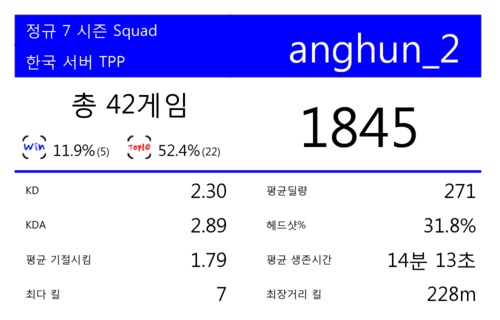 정규 7 시즌 Squad
한국 서버 TPP
anghun_2
총 42게임
Win 11.9%(5) TOP10 52.4%(22)
1845
KD 2.30
평균딜량 271
KDA 2.89
헤드샷% 31.8%
평균 기절시킴 1.79
평균 생존시간 14분 13초
최다 킬 7
최장거리 킬 228m